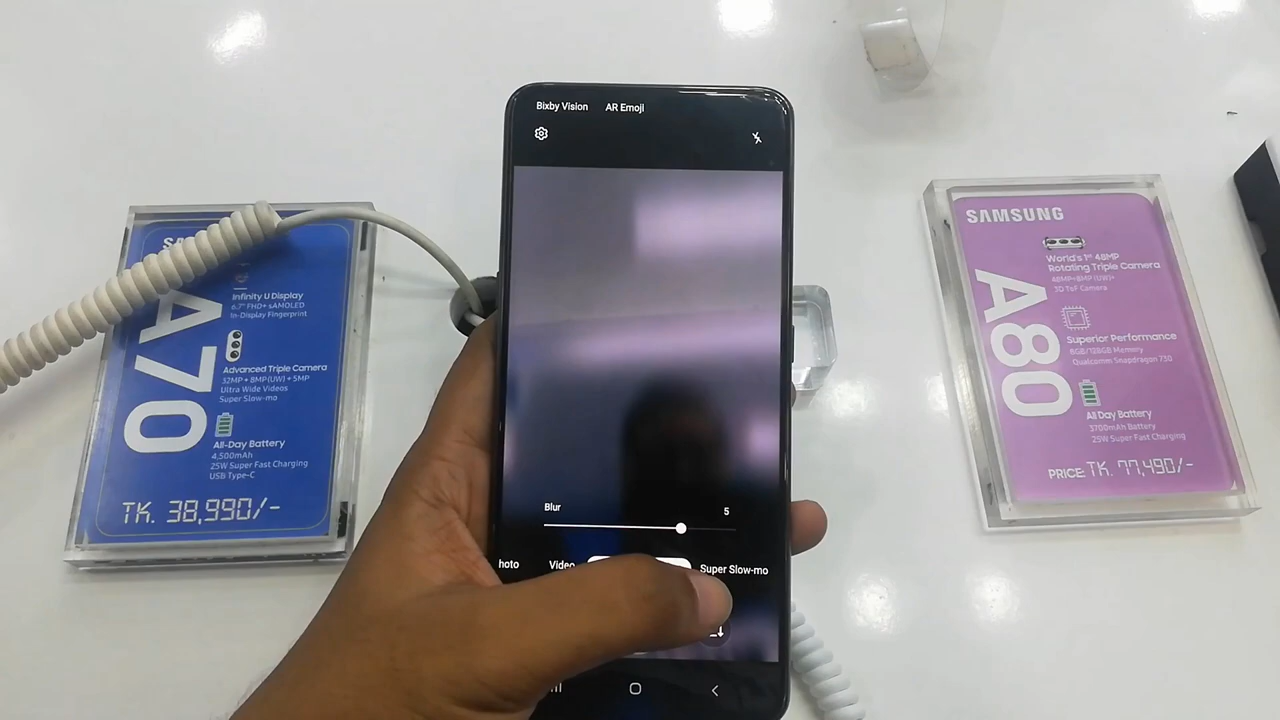 Bixby Vision AR Emoji
Blur 5
hoto Video Super Slow-mo
A70
Infinity U Display
6.7" FHD+ sAMOLED
In-Display Fingerprint
Advanced Triple Camera
32MP + 8MP (UW) + 5MP
Ultra Wide Videos
Super Slow-mo
All-Day Battery
4,500mAh
25W Super Fast Charging
USB Type-C
TK. 38,990/-
SAMSUNG
A80
World's 1st 48MP
Rotating Triple Camera
48MP+8MP (UW)+
3D ToF Camera
Superior Performance
8GB/128GB Memory
Qualcomm Snapdragon 730
All Day Battery
3700mAh Battery
25W Super Fast Charging
PRICE: TK. 77,490/-